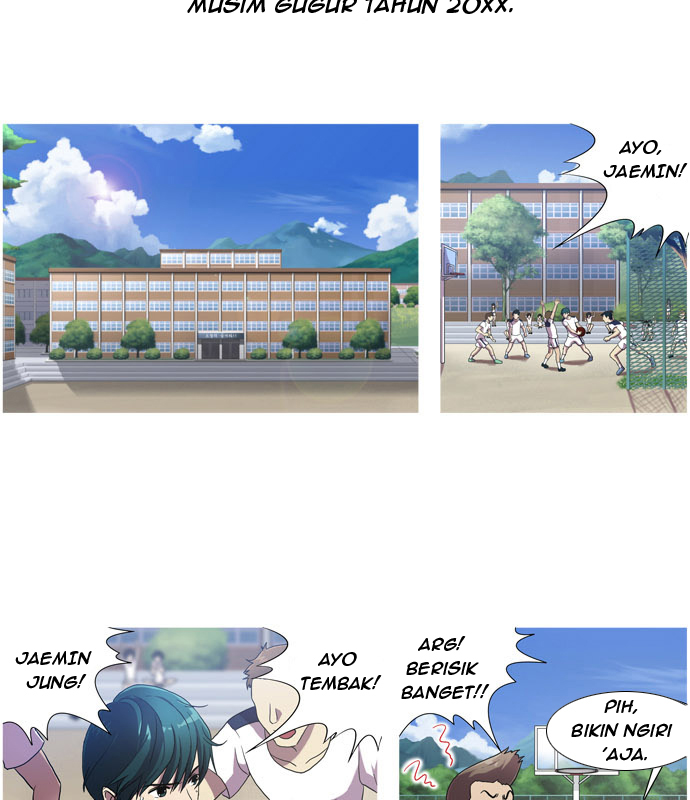 MUSIM GUGUR TAHUN 20XX.
AYO,
JAEMIN!
JAEMIN
JUNG!
AYO
TEMBAK!
ARG!
BERISIK
BANGET!!
PIH,
BIKIN NGIRI
'AJA.